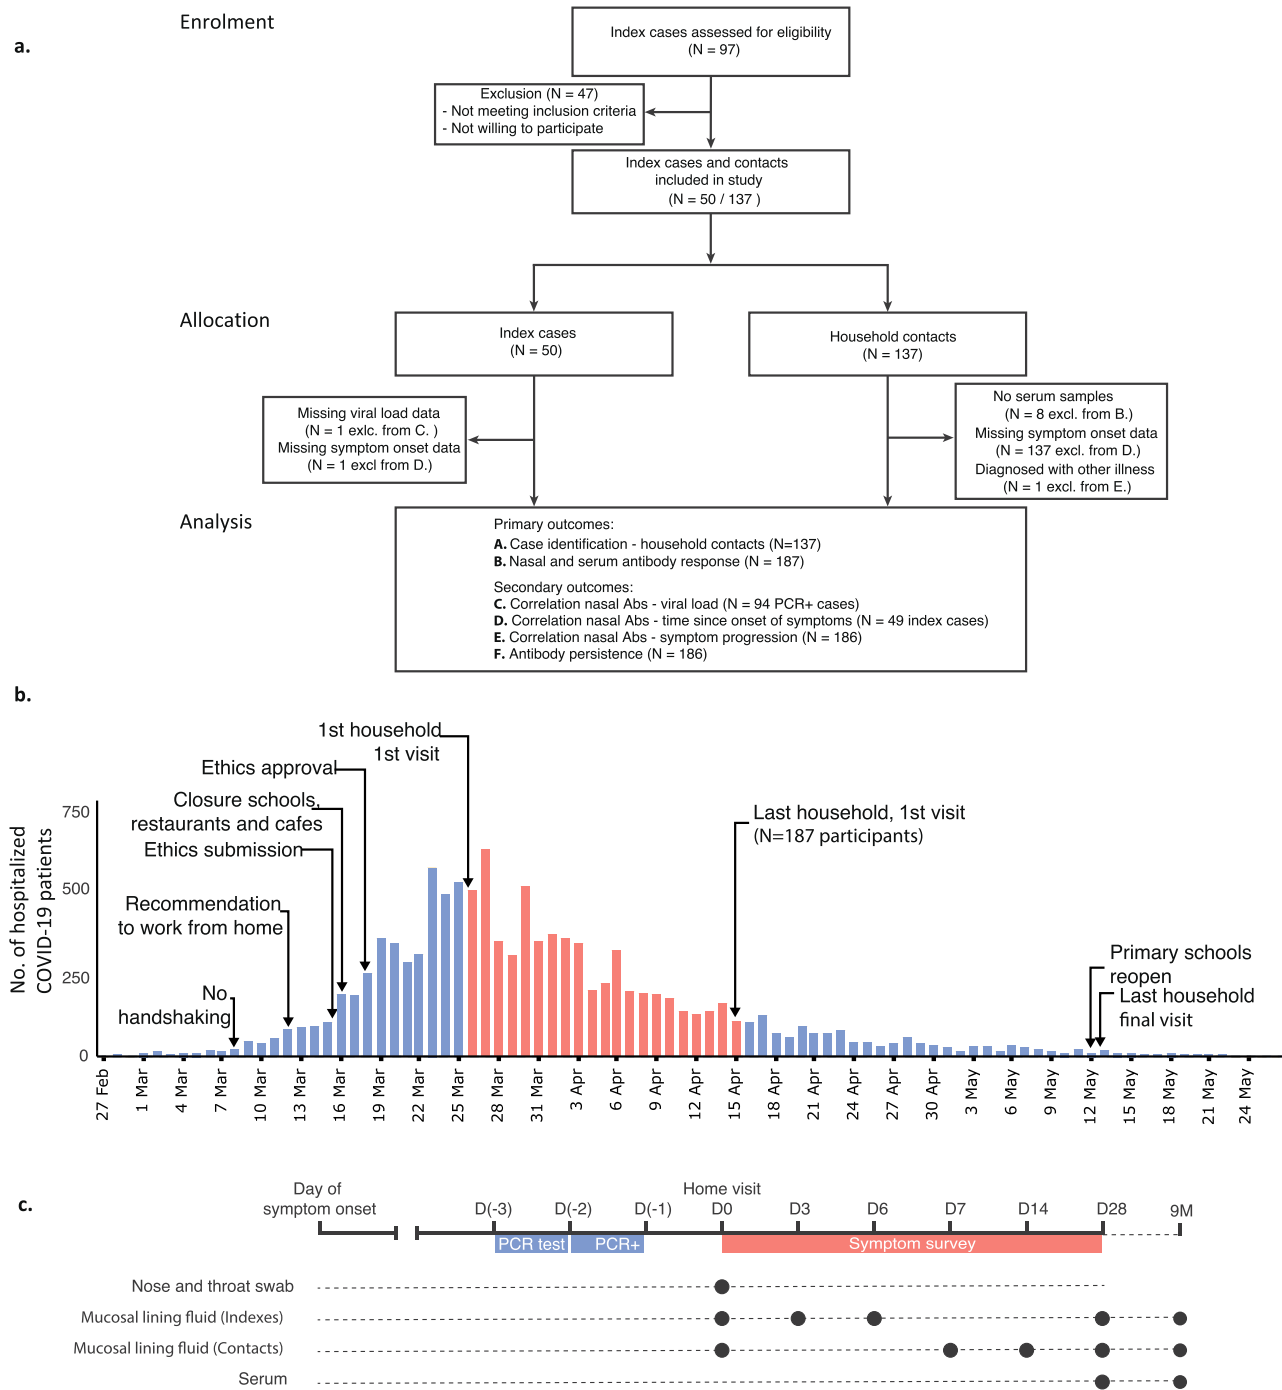 Enrolment
a.
Index cases assessed for eligibility
(N = 97)
Exclusion (N = 47)
- Not meeting inclusion criteria
- Not willing to participate
Index cases and contacts
included in study
(N = 50 / 137 )
Allocation
Index cases
(N = 50)
Household contacts
(N = 137)
Missing viral load data
(N = 1 exlc. from C. )
Missing symptom onset data
(N = 1 excl from D.)
No serum samples
(N = 8 excl. from B.)
Missing symptom onset data
(N = 137 excl. from D.)
Diagnosed with other illness
(N = 1 excl. from E.)
Analysis
Primary outcomes:
A. Case identification - household contacts (N=137)
B. Nasal and serum antibody response (N = 187)
Secondary outcomes:
C. Correlation nasal Abs - viral load (N = 94 PCR+ cases)
D. Correlation nasal Abs - time since onset of symptoms (N = 49 index cases)
E. Correlation nasal Abs - symptom progression (N = 186)
F. Antibody persistence (N = 186)
b.
No. of hospitalized
COVID-19 patients
750
500
250
0
1st household
1st visit
Ethics approval
Closure schools,
restaurants and cafes
Ethics submission
Recommendation
to work from home
No
handshaking
Last household, 1st visit
(N=187 participants)
Primary schools
reopen
Last household
final visit
27 Feb
1 Mar
4 Mar
7 Mar
10 Mar
13 Mar
16 Mar
19 Mar
22 Mar
25 Mar
28 Mar
31 Mar
3 Apr
6 Apr
9 Apr
12 Apr
15 Apr
18 Apr
21 Apr
24 Apr
27 Apr
30 Apr
3 May
6 May
9 May
12 May
15 May
18 May
21 May
24 May
c.
Day of
symptom onset
Home visit
D(-3)
D(-2)
D(-1)
D0
D3
D6
D7
D14
D28
9M
PCR test
PCR+
Symptom survey
Nose and throat swab
Mucosal lining fluid (Indexes)
Mucosal lining fluid (Contacts)
Serum